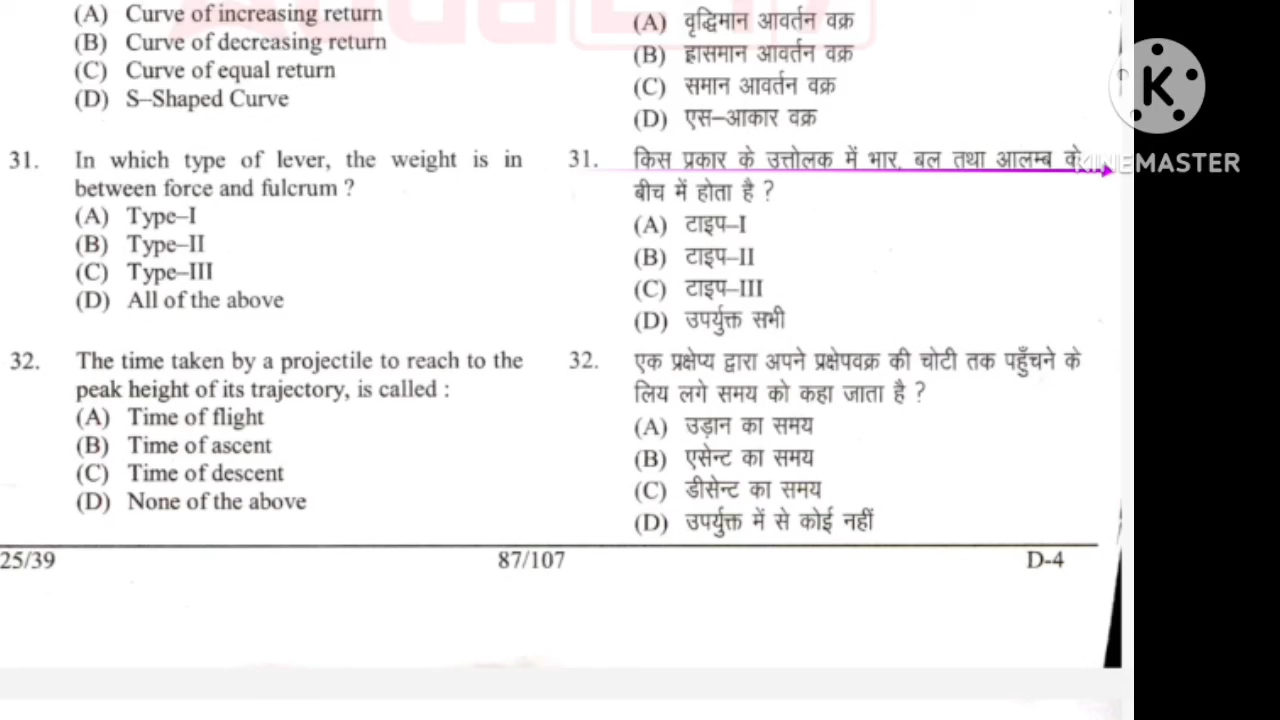 (A) Curve of increasing return
(B) Curve of decreasing return
(C) Curve of equal return
(D) S–Shaped Curve
31. In which type of lever, the weight is in
between force and fulcrum ?
(A) Type–I
(B) Type–II
(C) Type–III
(D) All of the above
32. The time taken by a projectile to reach to the
peak height of its trajectory, is called :
(A) Time of flight
(B) Time of ascent
(C) Time of descent
(D) None of the above
(A) वृद्धिमान आवर्तन वक्र
(B) ह्रासमान आवर्तन वक्र
(C) समान आवर्तन वक्र
(D) एस–आकार वक्र
31. किस प्रकार के उत्तोलक में भार, बल तथा आलम्ब के
बीच में होता है ?
(A) टाइप–I
(B) टाइप–II
(C) टाइप–III
(D) उपर्युक्त सभी
32. एक प्रक्षेप्य द्वारा अपने प्रक्षेपवक्र की चोटी तक पहुँचने के
लिय लगे समय को कहा जाता है ?
(A) उड़ान का समय
(B) एसेन्ट का समय
(C) डीसेन्ट का समय
(D) उपर्युक्त में से कोई नहीं
25/39 87/107 D-4
K
KINEMASTER